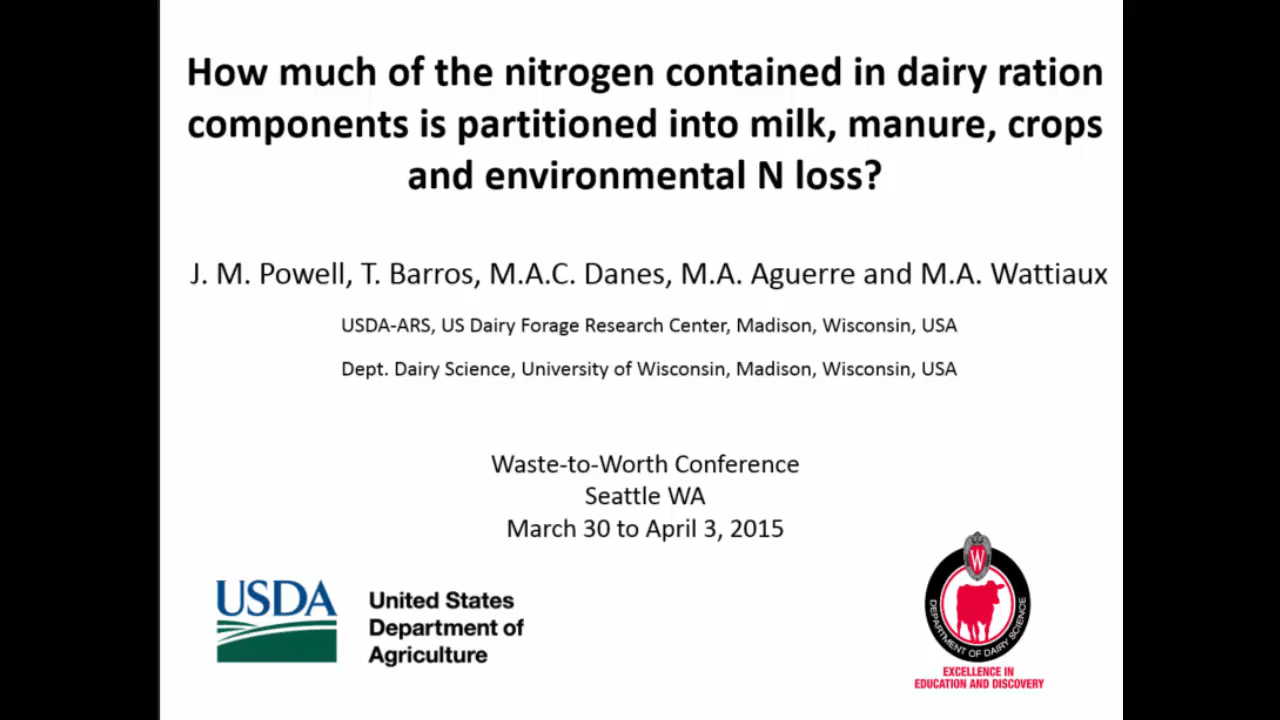 How much of the nitrogen contained in dairy ration
components is partitioned into milk, manure, crops
and environmental N loss?
J. M. Powell, T. Barros, M.A.C. Danes, M.A. Aguerre and M.A. Wattiaux
USDA-ARS, US Dairy Forage Research Center, Madison, Wisconsin, USA
Dept. Dairy Science, University of Wisconsin, Madison, Wisconsin, USA
Waste-to-Worth Conference
Seattle WA
March 30 to April 3, 2015
USDA
United States
Department of
Agriculture
W
DEPARTMENT OF DAIRY SCIENCE
EXCELLENCE IN
EDUCATION AND DISCOVERY